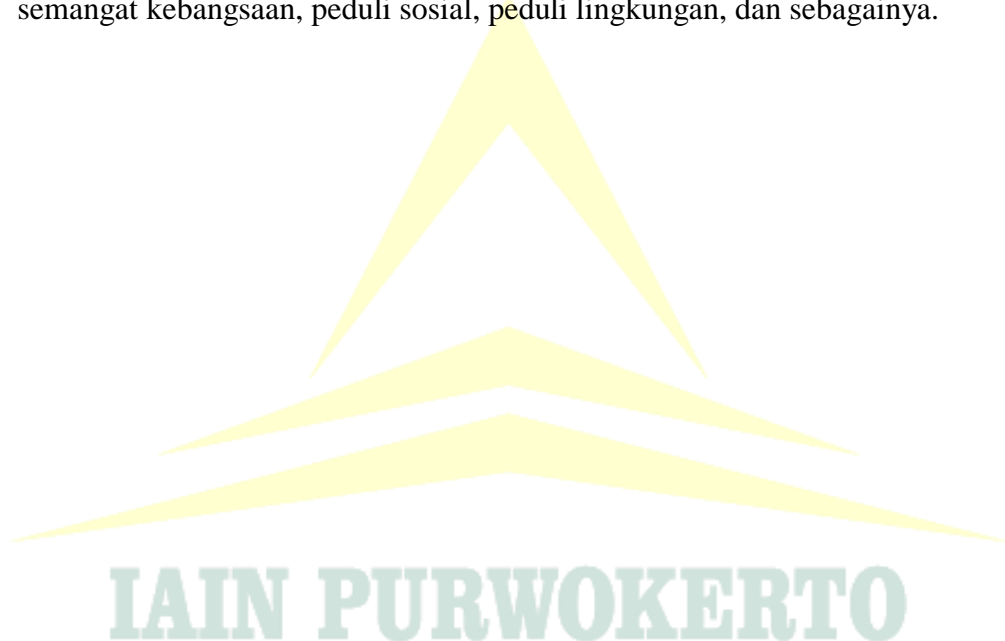 semangat kebangsaan, peduli sosial, peduli lingkungan, dan sebagainya.
IAIN PURWOKERTO